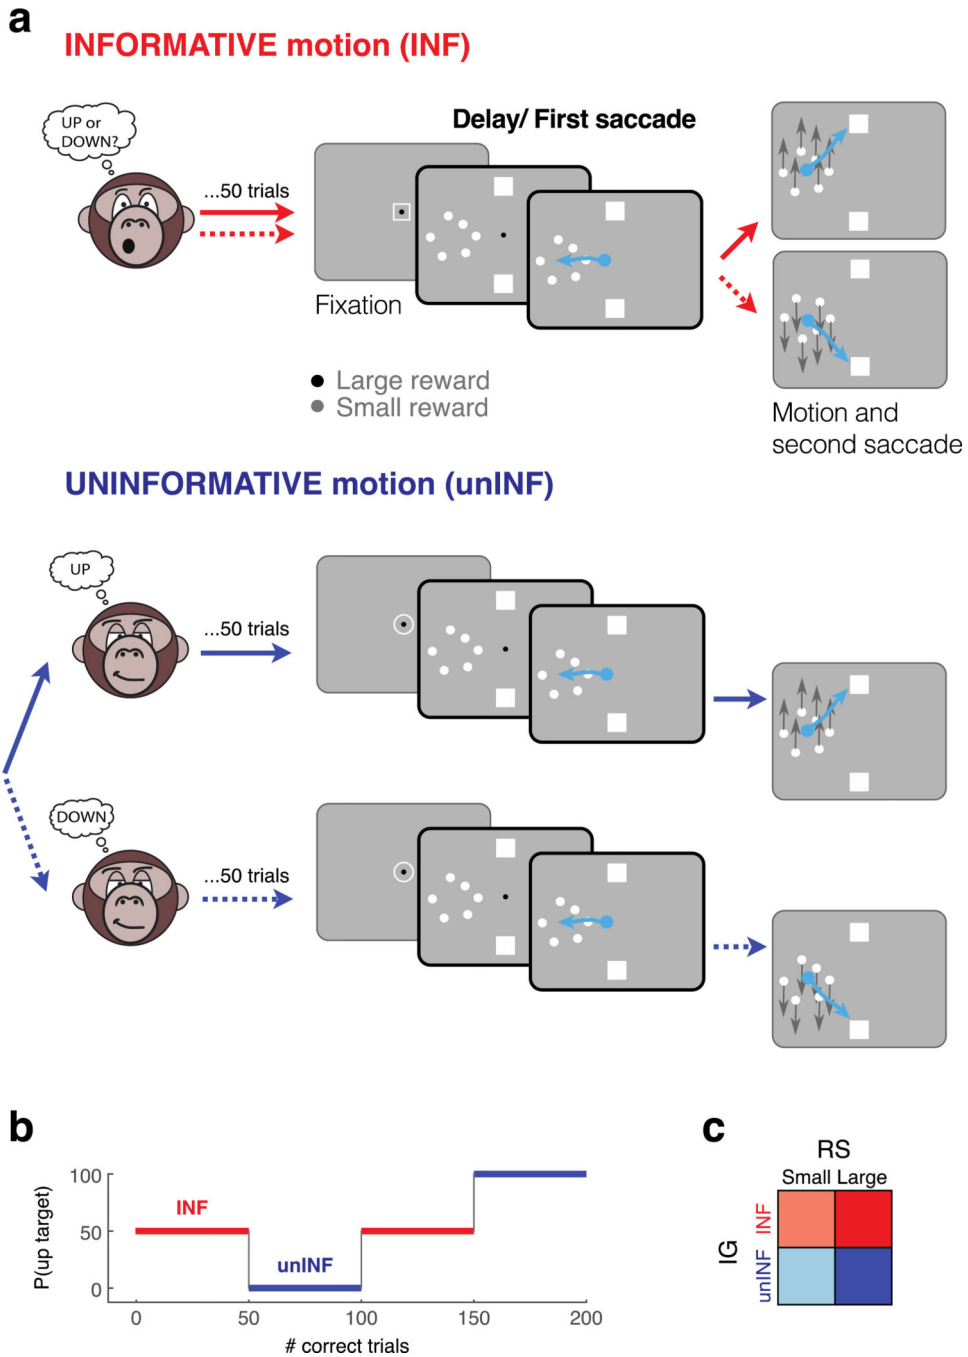 a
INFORMATIVE motion (INF)
UP or
DOWN?
...50 trials
Delay/ First saccade
Fixation
Large reward
Small reward
Motion and
second saccade
UNINFORMATIVE motion (unINF)
UP
...50 trials
DOWN
...50 trials
b
P(up target)
100
50
0
INF
unINF
0 50 100 150 200
# correct trials
c
RS
Small Large
IG
INF
unINF